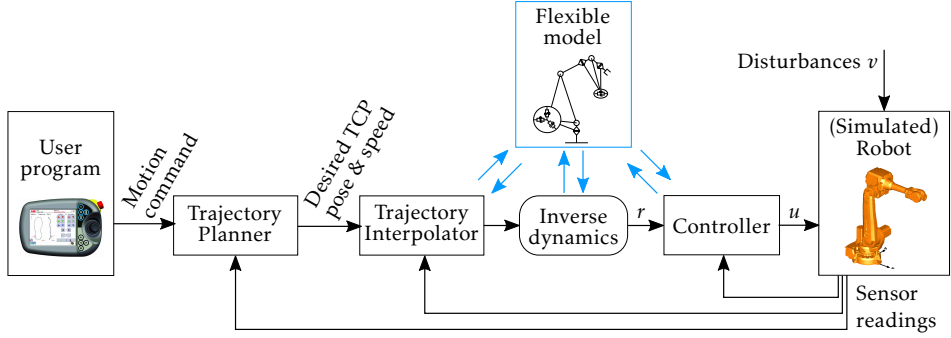 Flexible
model
Disturbances v
User
program
Motion
command
Trajectory
Planner
Desired TCP
pose & speed
Trajectory
Interpolator
Inverse
dynamics
r
Controller
u
(Simulated)
Robot
Sensor
readings